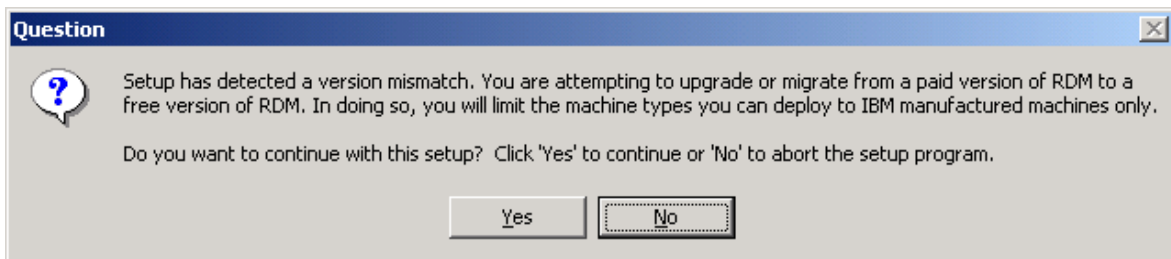 Question
Setup has detected a version mismatch. You are attempting to upgrade or migrate from a paid version of RDM to a
free version of RDM. In doing so, you will limit the machine types you can deploy to IBM manufactured machines only.
Do you want to continue with this setup?  Click 'Yes' to continue or 'No' to abort the setup program.
Yes
No